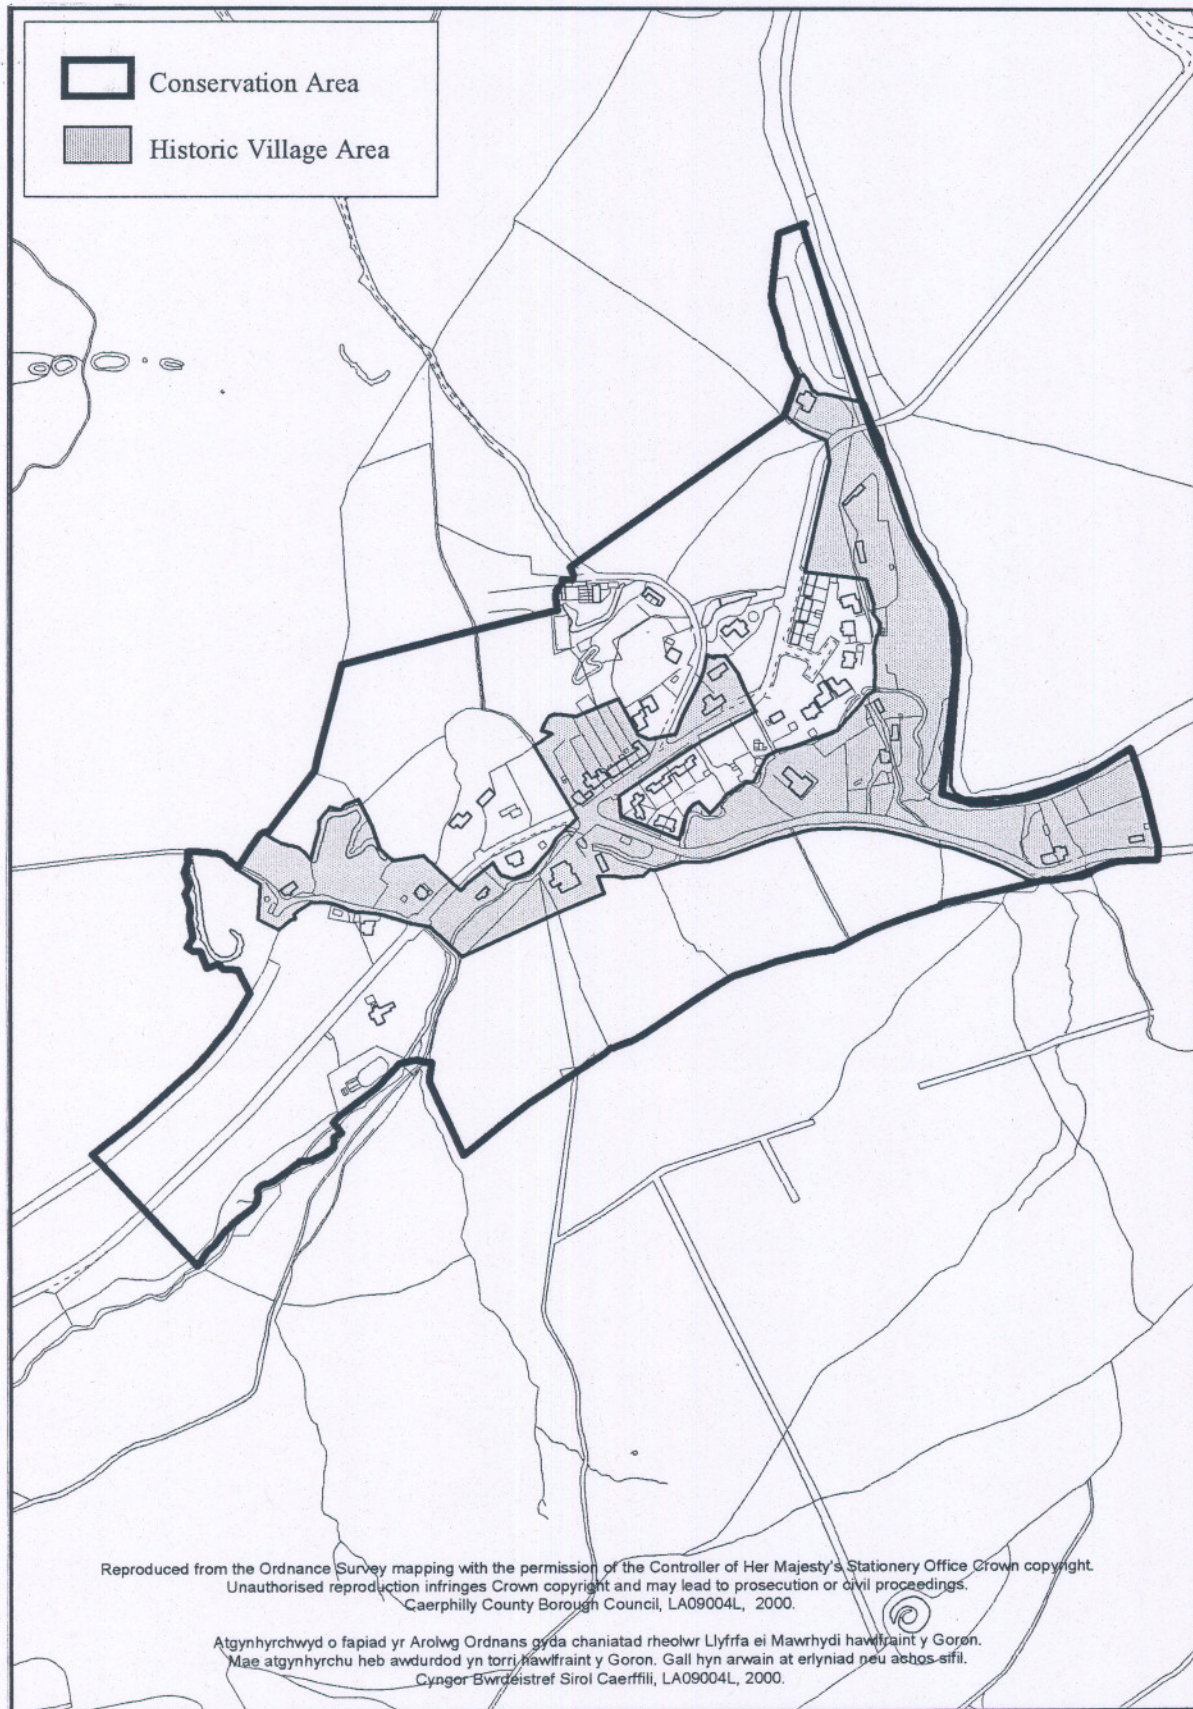 Conservation Area
Historic Village Area
Reproduced from the Ordnance Survey mapping with the permission of the Controller of Her Majesty's Stationery Office Crown copyright.
Unauthorised reproduction infringes Crown copyright and may lead to prosecution or civil proceedings.
Caerphilly County Borough Council, LA09004L, 2000.
Atgynhyrchwyd o fapiad yr Arolwg Ordnans gyda chaniatad rheolwr Llyfrfa ei Mawrhydi hawlfraint y Goron.
Mae atgynhyrchu heb awdurdod yn torri hawlfraint y Goron. Gall hyn arwain at erlyniad neu achos sifil.
Cyngor Bwrdeistref Sirol Caerffili, LA09004L, 2000.